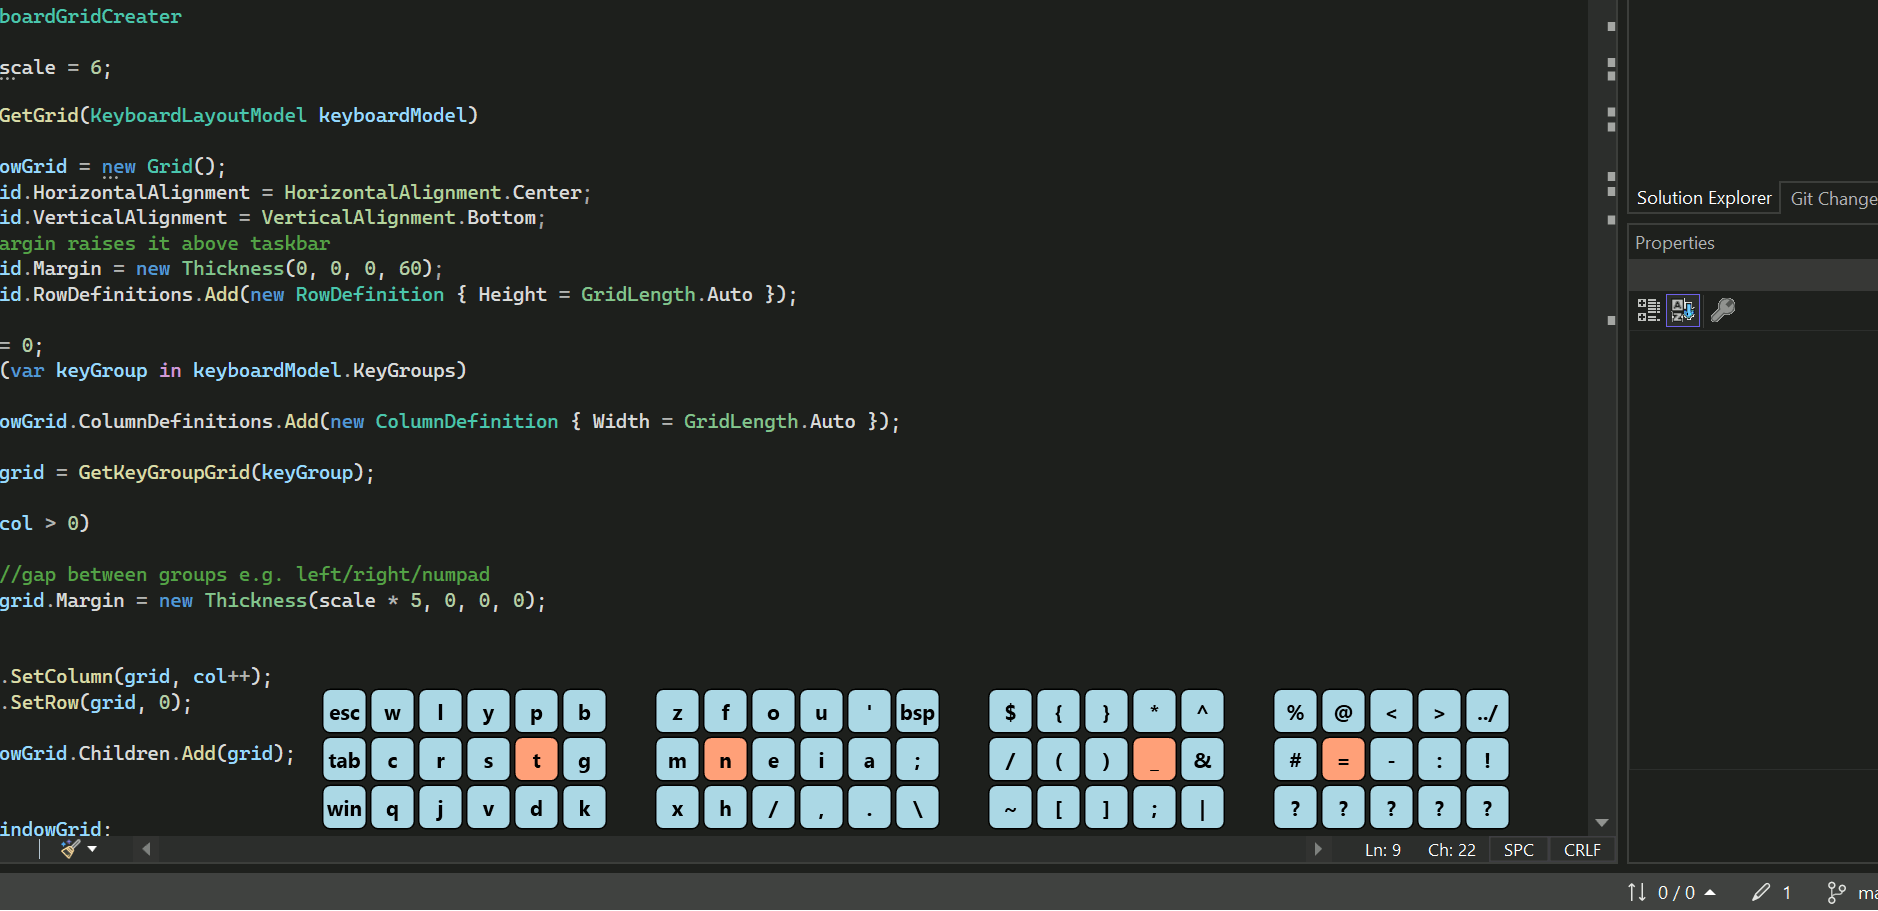 boardGridCreater
scale = 6;
GetGrid(KeyboardLayoutModel keyboardModel)
owGrid = new Grid();
id.HorizontalAlignment = HorizontalAlignment.Center;
id.VerticalAlignment = VerticalAlignment.Bottom;
argin raises it above taskbar
id.Margin = new Thickness(0, 0, 0, 60);
id.RowDefinitions.Add(new RowDefinition { Height = GridLength.Auto });
= 0;
(var keyGroup in keyboardModel.KeyGroups)
owGrid.ColumnDefinitions.Add(new ColumnDefinition { Width = GridLength.Auto });
grid = GetKeyGroupGrid(keyGroup);
col > 0)
//gap between groups e.g. left/right/numpad
grid.Margin = new Thickness(scale * 5, 0, 0, 0);
.SetColumn(grid, col++);
.SetRow(grid, 0);
owGrid.Children.Add(grid);
indowGrid;
esc w l y p b
tab c r s t g
win q j v d k
z f o u ' bsp
m n e i a ;
x h / , . \
$ { } * ^
/ ( ) _ &
~ [ ] ; |
% @ < > ../
# = - : !
? ? ? ? ?
Ln: 9 Ch: 22 SPC CRLF
Solution Explorer Git Change
Properties
0 / 0 1 ma